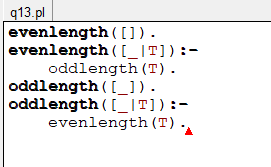 q13.pl
evenlength([]).
evenlength([_|T]):-
    oddlength(T).
oddlength([_]).
oddlength([_|T]):-
    evenlength(T).